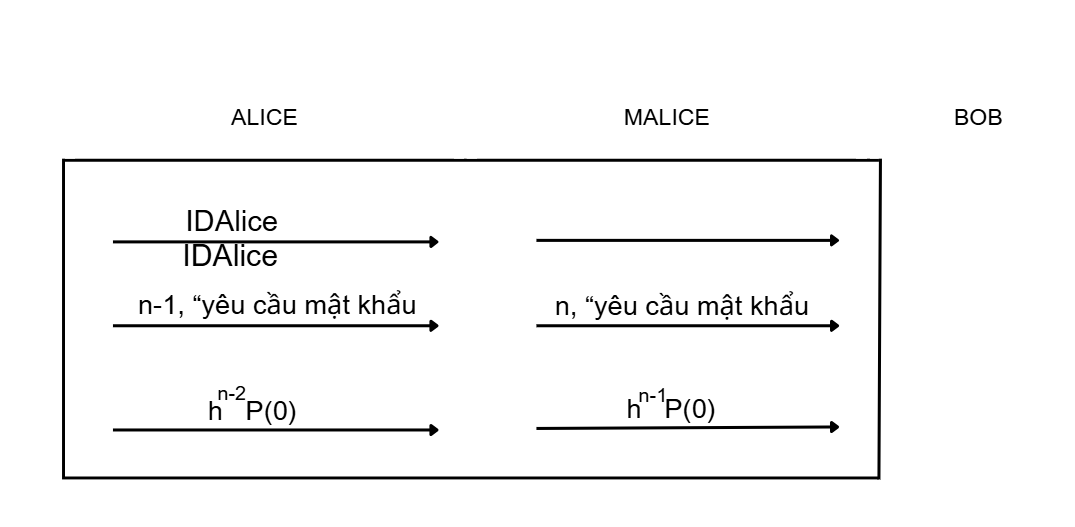 ALICE MALICE BOB
IDAlice
IDAlice
n-1, “yêu cầu mật khẩu n, “yêu cầu mật khẩu
hn-2P(0) hn-1P(0)